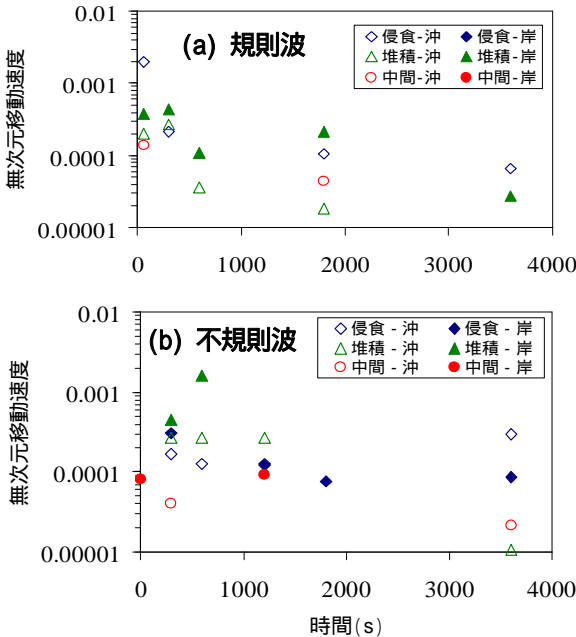 (a) 規則波
侵食-沖 侵食-岸
堆積-沖 堆積-岸
中間-沖 中間-岸
無次元移動速度
0.01
0.001
0.0001
0.00001
0 1000 2000 3000 4000
(b) 不規則波
侵食 - 沖 侵食 - 岸
堆積 - 沖 堆積 - 岸
中間 - 沖 中間 - 岸
無次元移動速度
0.01
0.001
0.0001
0.00001
0 1000 2000 3000 4000
時間(s)